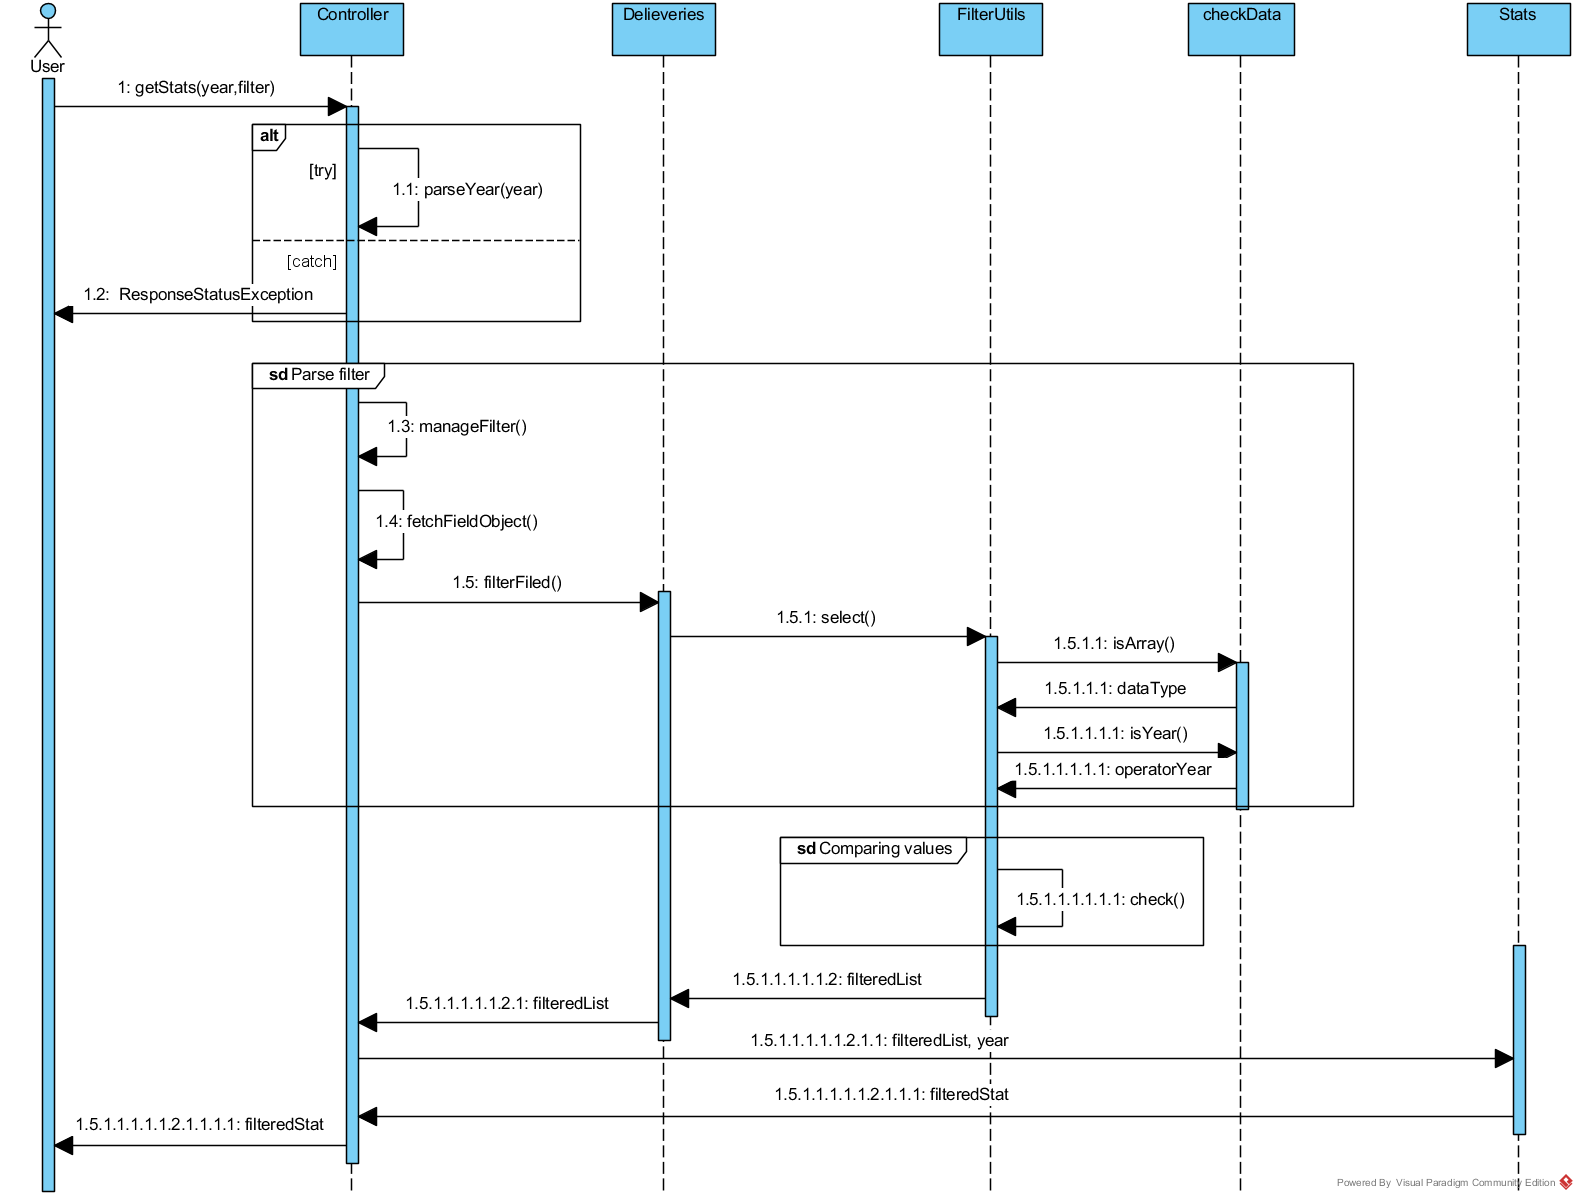 Controller
Delieveries
FilterUtils
checkData
Stats
User
1: getStats(year,filter)
alt
[try]
1.1: parseYear(year)
[catch]
1.2: ResponseStatusException
sd Parse filter
1.3: manageFilter()
1.4: fetchFieldObject()
1.5: filterFiled()
1.5.1: select()
1.5.1.1: isArray()
1.5.1.1.1: dataType
1.5.1.1.1.1: isYear()
1.5.1.1.1.1.1: operatorYear
sd Comparing values
1.5.1.1.1.1.1.1: check()
1.5.1.1.1.1.1.2: filteredList
1.5.1.1.1.1.1.2.1: filteredList
1.5.1.1.1.1.1.2.1.1: filteredList, year
1.5.1.1.1.1.1.2.1.1.1: filteredStat
1.5.1.1.1.1.1.2.1.1.1.1: filteredStat
Powered By Visual Paradigm Community Edition